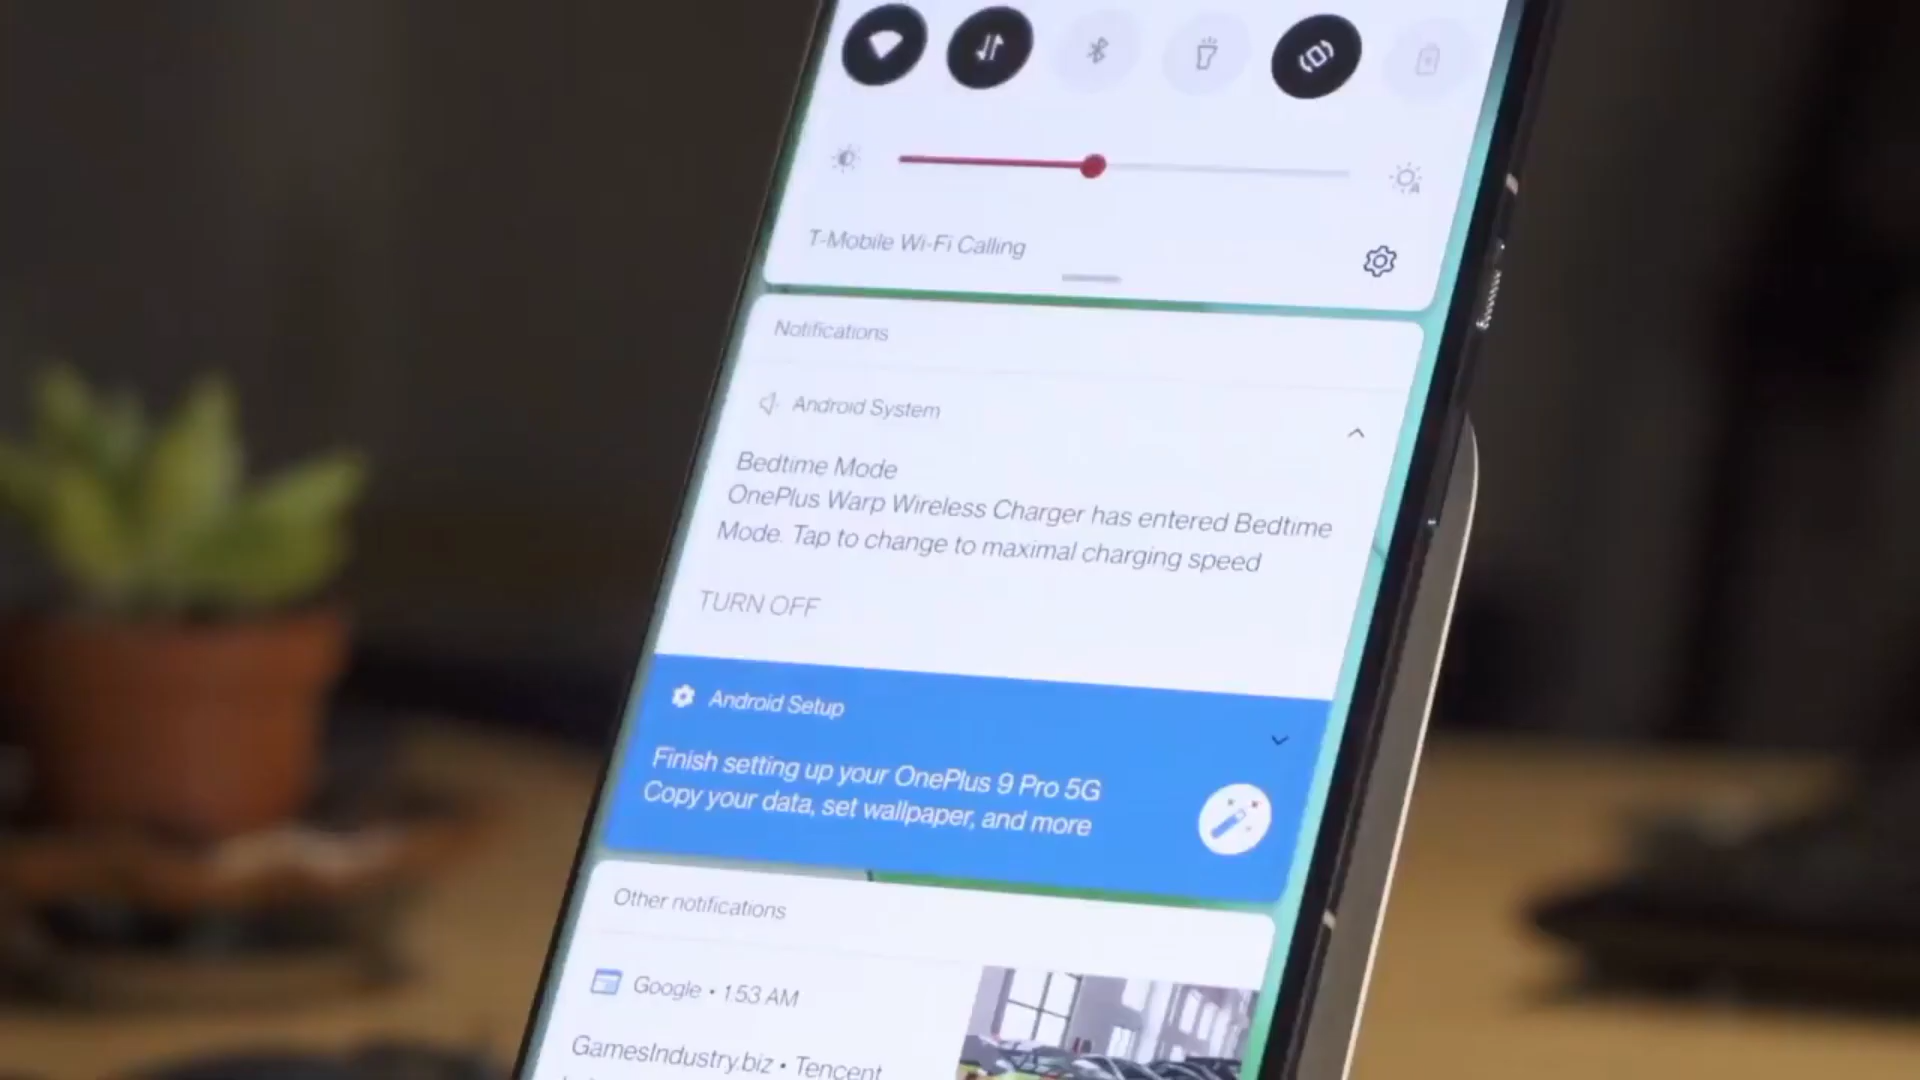 T-Mobile Wi-Fi Calling
Notifications
Android System
Bedtime Mode
OnePlus Warp Wireless Charger has entered Bedtime
Mode. Tap to change to maximal charging speed
TURN OFF
Android Setup
Finish setting up your OnePlus 9 Pro 5G
Copy your data, set wallpaper, and more
Other notifications
Google • 1:53 AM
GamesIndustry.biz • Tencent